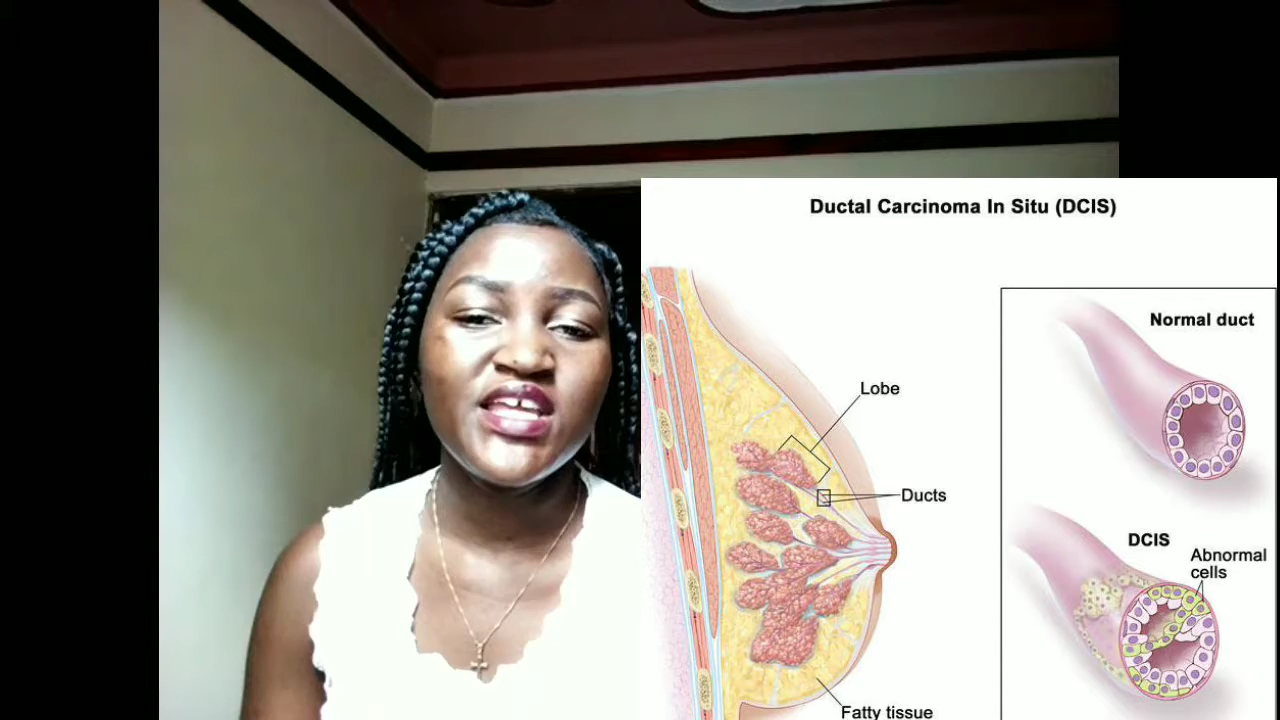 Ductal Carcinoma In Situ (DCIS)
Normal duct
Lobe
Ducts
DCIS
Abnormal
cells
Fatty tissue